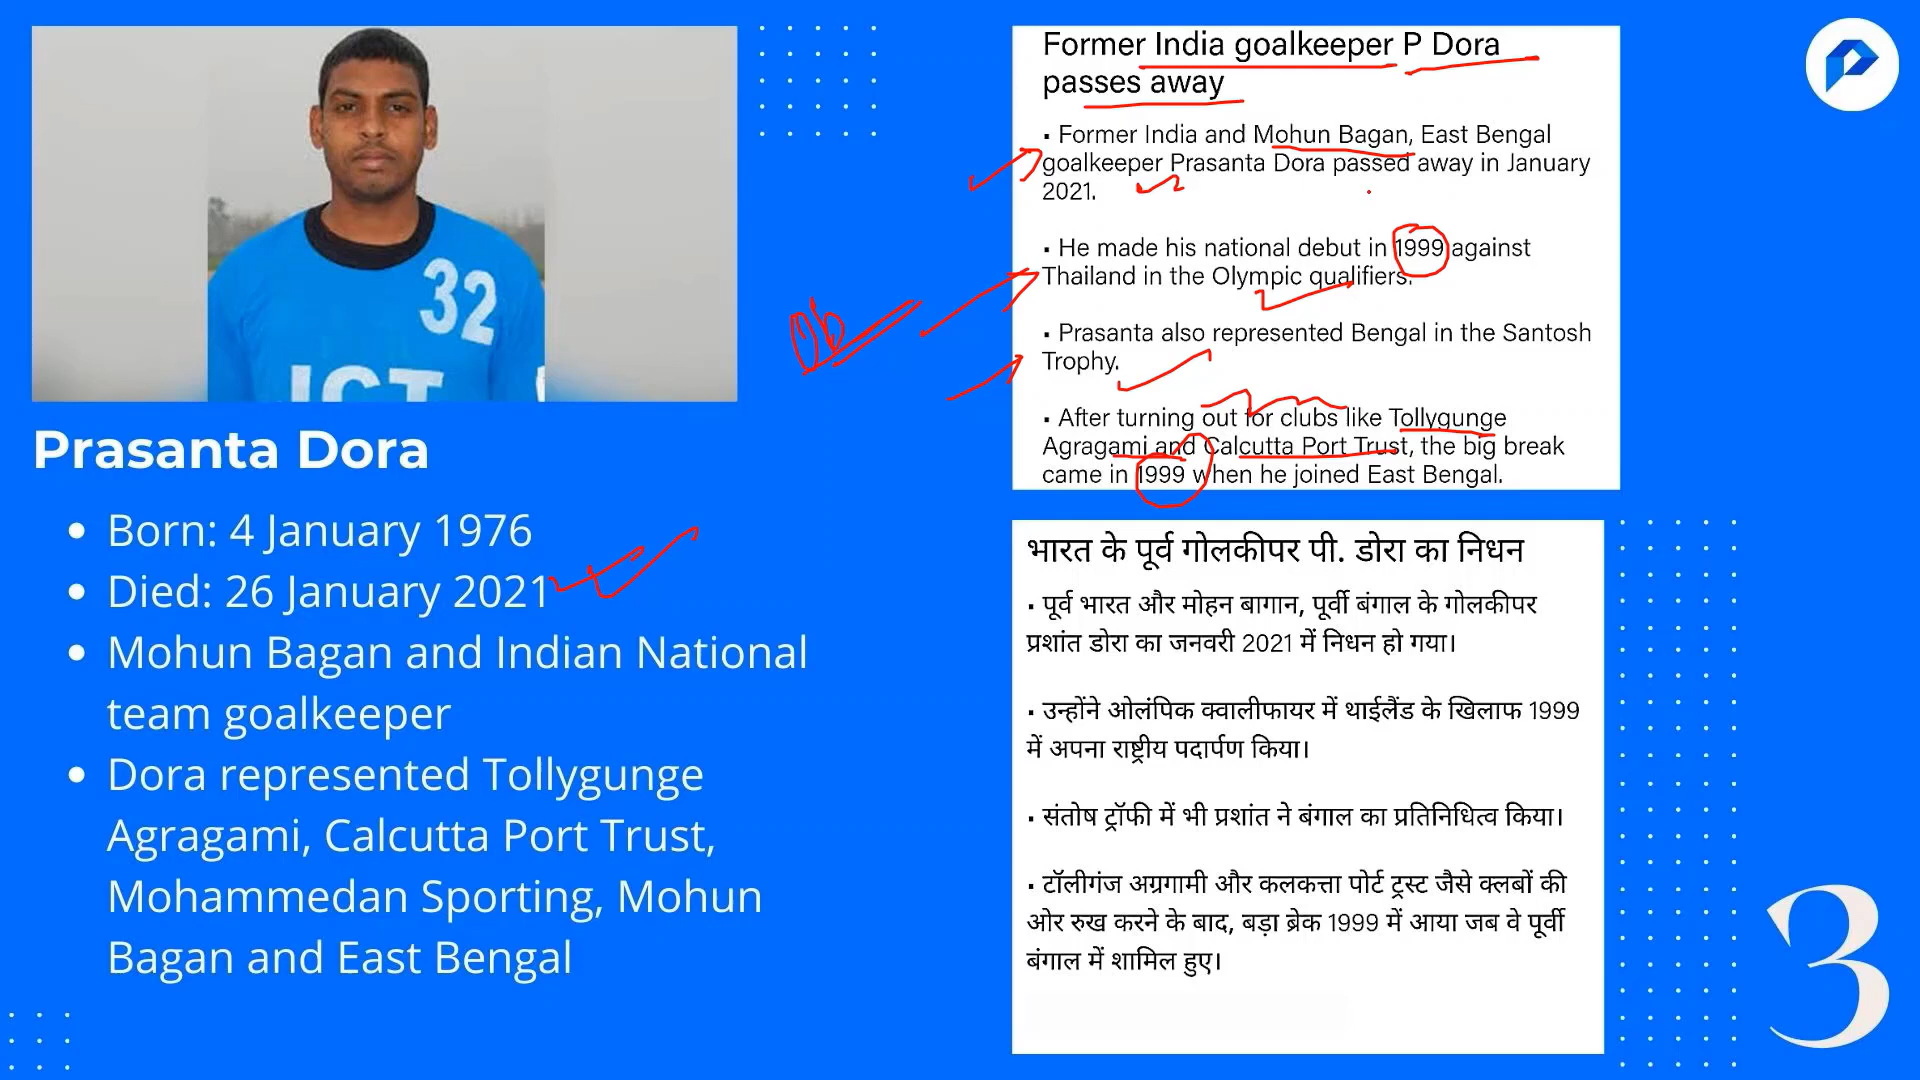 32
ICT
Prasanta Dora
• Born: 4 January 1976
• Died: 26 January 2021
• Mohun Bagan and Indian National
team goalkeeper
• Dora represented Tollygunge
Agragami, Calcutta Port Trust,
Mohammedan Sporting, Mohun
Bagan and East Bengal
Former India goalkeeper P Dora
passes away
▪ Former India and Mohun Bagan, East Bengal
goalkeeper Prasanta Dora passed away in January
2021.
▪ He made his national debut in 1999 against
Thailand in the Olympic qualifiers.
▪ Prasanta also represented Bengal in the Santosh
Trophy.
▪ After turning out for clubs like Tollygunge
Agragami and Calcutta Port Trust, the big break
came in 1999 when he joined East Bengal.
भारत के पूर्व गोलकीपर पी. डोरा का निधन
▪ पूर्व भारत और मोहन बागान, पूर्वी बंगाल के गोलकीपर
प्रशांत डोरा का जनवरी 2021 में निधन हो गया।
▪ उन्होंने ओलंपिक क्वालीफायर में थाईलैंड के खिलाफ 1999
में अपना राष्ट्रीय पदार्पण किया।
▪ संतोष ट्रॉफी में भी प्रशांत ने बंगाल का प्रतिनिधित्व किया।
▪ टॉलीगंज अग्रगामी और कलकत्ता पोर्ट ट्रस्ट जैसे क्लबों की
ओर रुख करने के बाद, बड़ा ब्रेक 1999 में आया जब वे पूर्वी
बंगाल में शामिल हुए।
3